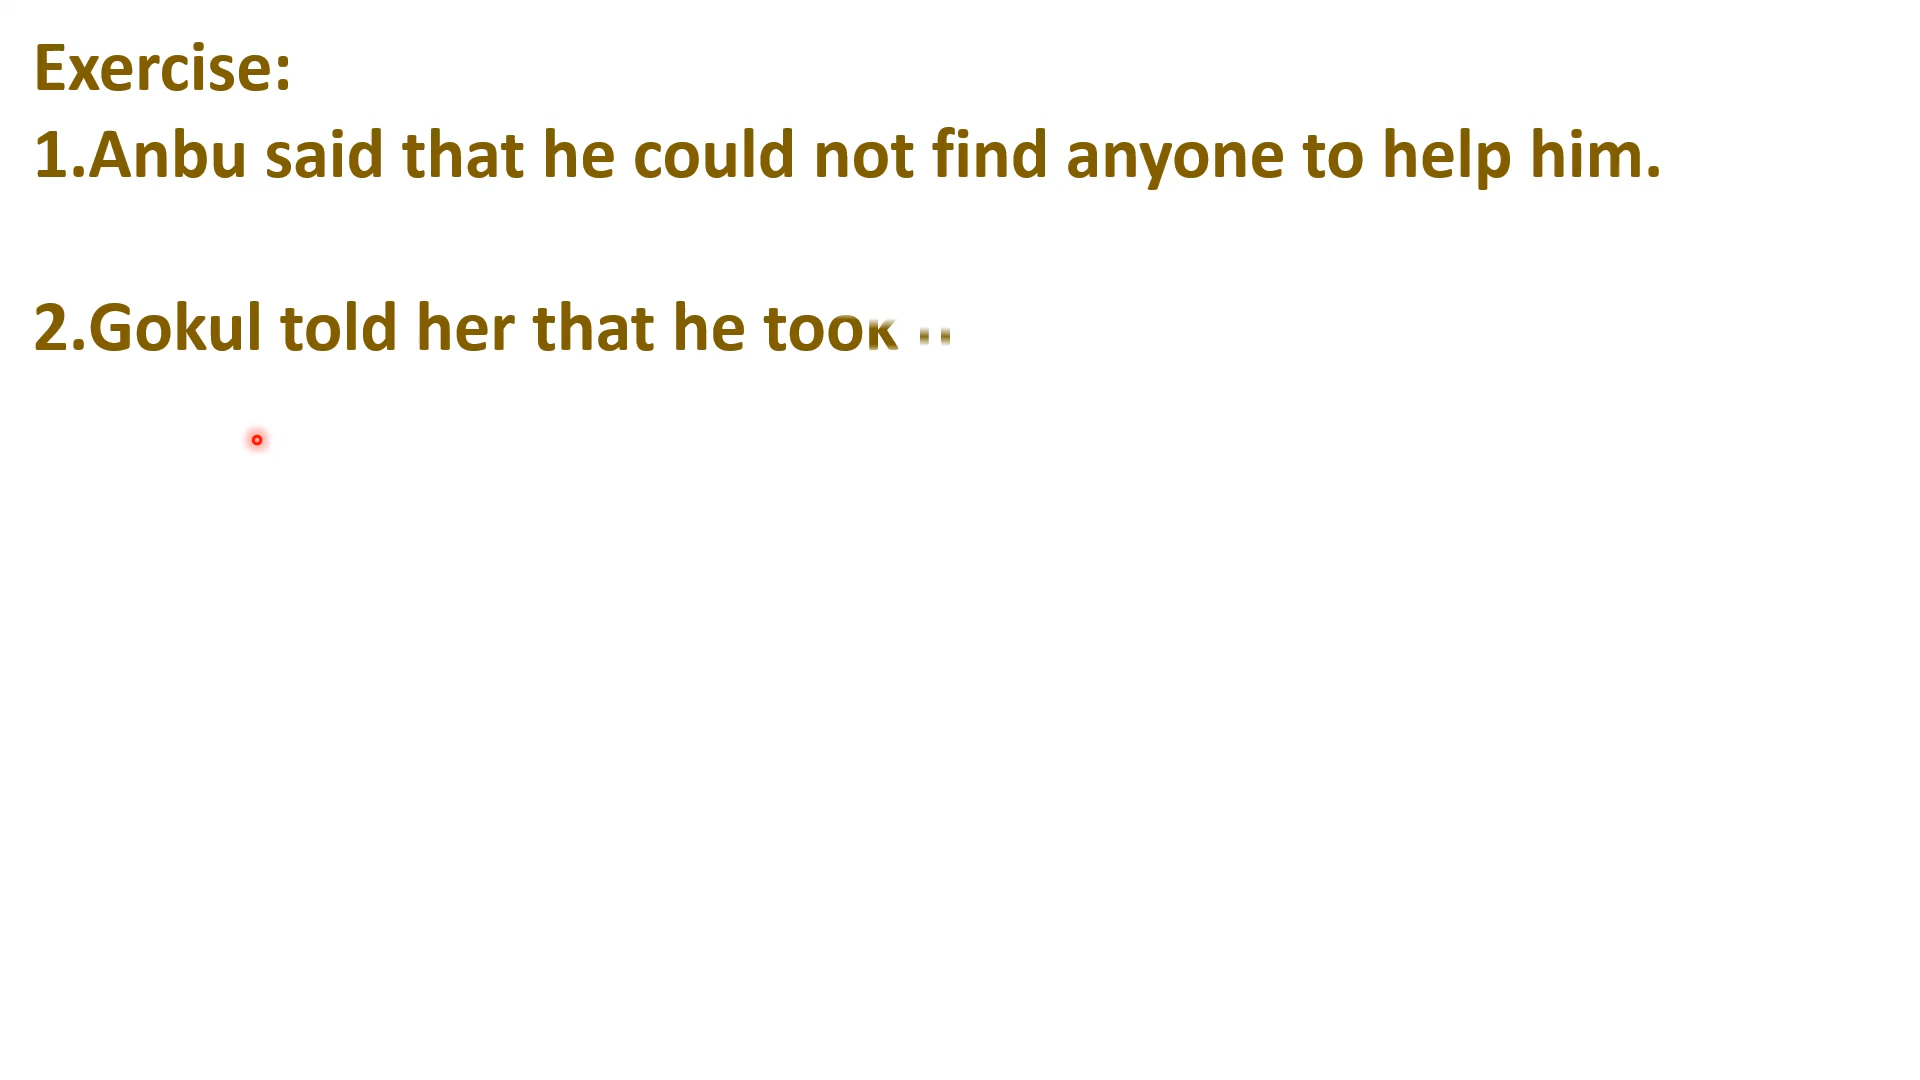 Exercise:
1.Anbu said that he could not find anyone to help him.
2.Gokul told her that he took